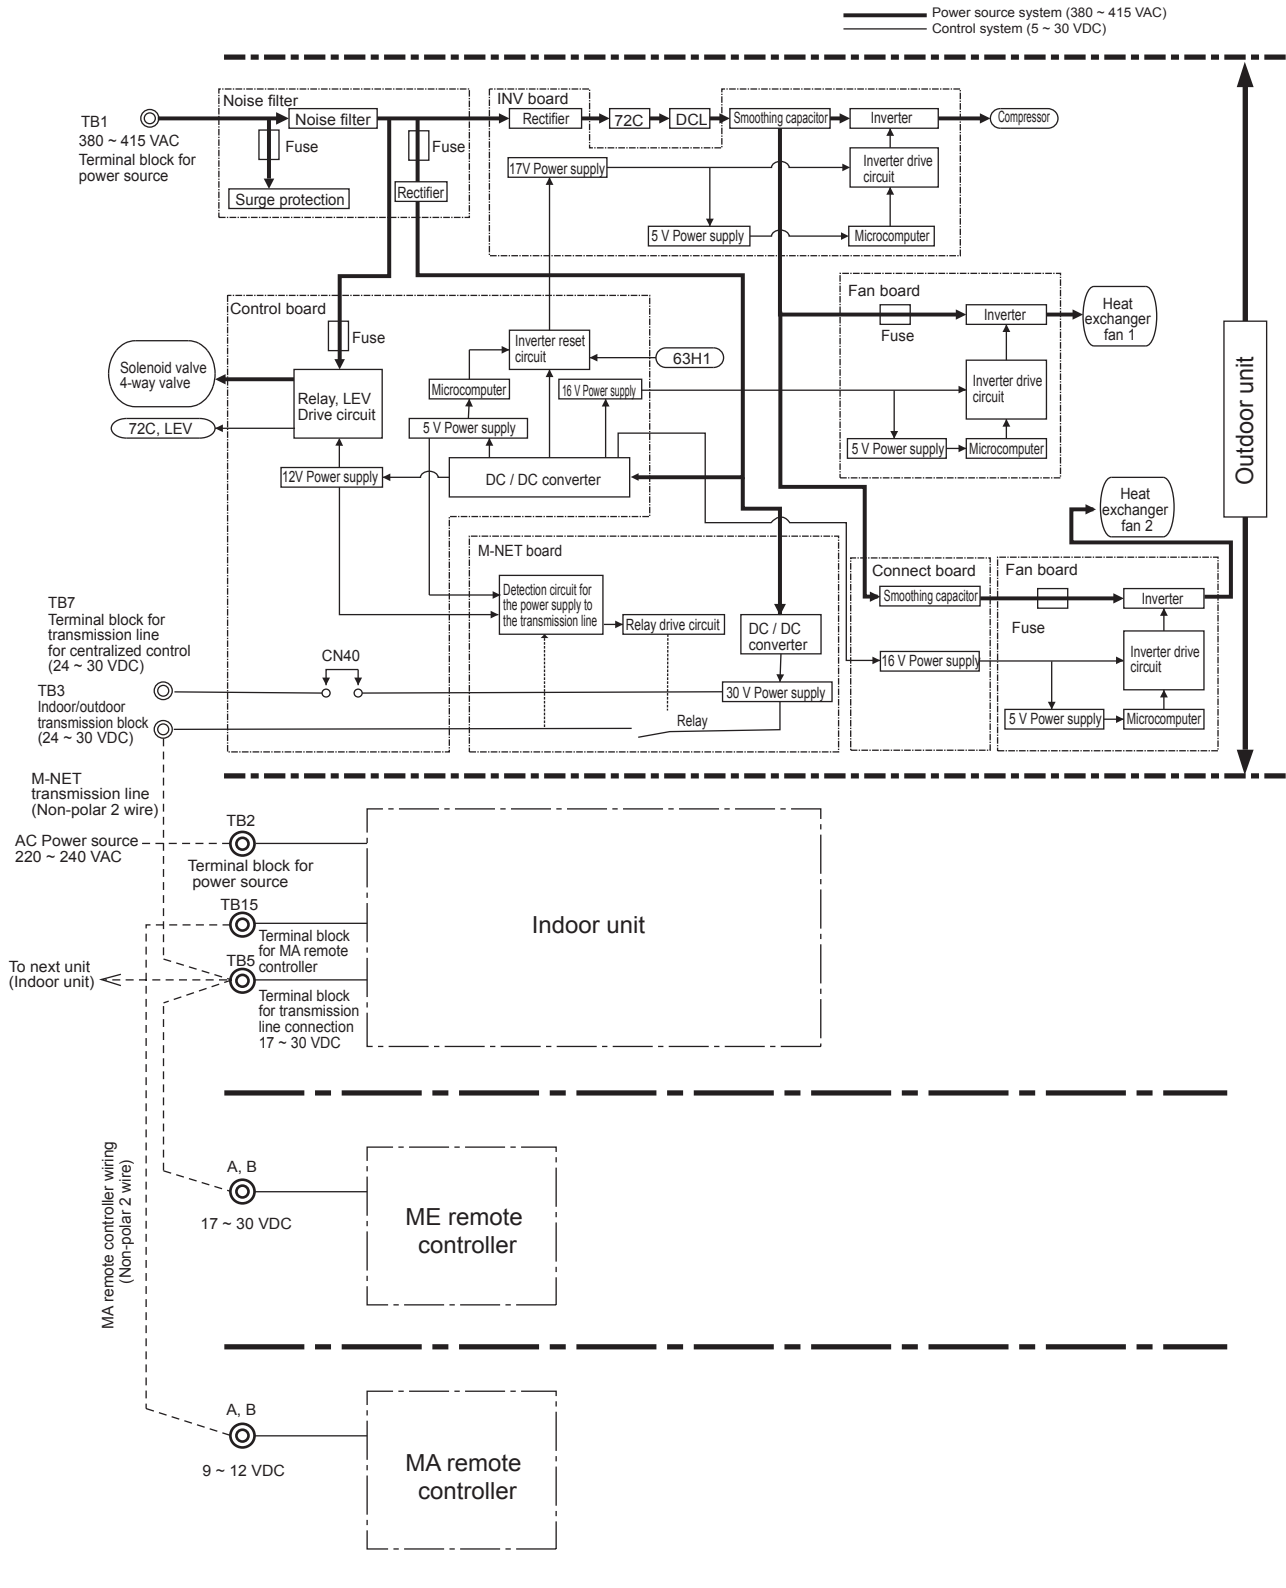 Power source system (380 ~ 415 VAC)
Control system (5 ~ 30 VDC)
Noise filter
INV board
TB1
380 ~ 415 VAC
Terminal block for
power source
Noise filter
Rectifier
72C
DCL
Smoothing capacitor
Inverter
Compressor
Fuse
Fuse
Surge protection
Rectifier
17V Power supply
Inverter drive
circuit
5 V Power supply
Microcomputer
Fan board
Inverter
Fuse
Heat
exchanger
fan 1
Control board
Fuse
Inverter reset
circuit
63H1
Solenoid valve
4-way valve
Relay, LEV
Drive circuit
Microcomputer
16 V Power supply
Inverter drive
circuit
72C, LEV
5 V Power supply
5 V Power supply
Microcomputer
12V Power supply
DC / DC converter
Outdoor unit
Heat
exchanger
fan 2
M-NET board
Connect board
Fan board
Detection circuit for
the power supply to
the transmission line
Relay drive circuit
DC / DC
converter
Smoothing capacitor
Inverter
Fuse
TB7
Terminal block for
transmission line
for centralized control
(24 ~ 30 VDC)
CN40
16 V Power supply
Inverter drive
circuit
TB3
Indoor/outdoor
transmission block
(24 ~ 30 VDC)
30 V Power supply
Relay
5 V Power supply
Microcomputer
M-NET
transmission line
(Non-polar 2 wire)
TB2
AC Power source
220 ~ 240 VAC
Terminal block for
power source
TB15
Terminal block
for MA remote
controller
Indoor unit
TB5
To next unit
(Indoor unit)
Terminal block
for transmission
line connection
17 ~ 30 VDC
MA remote controller wiring
(Non-polar 2 wire)
A, B
17 ~ 30 VDC
ME remote
controller
A, B
9 ~ 12 VDC
MA remote
controller